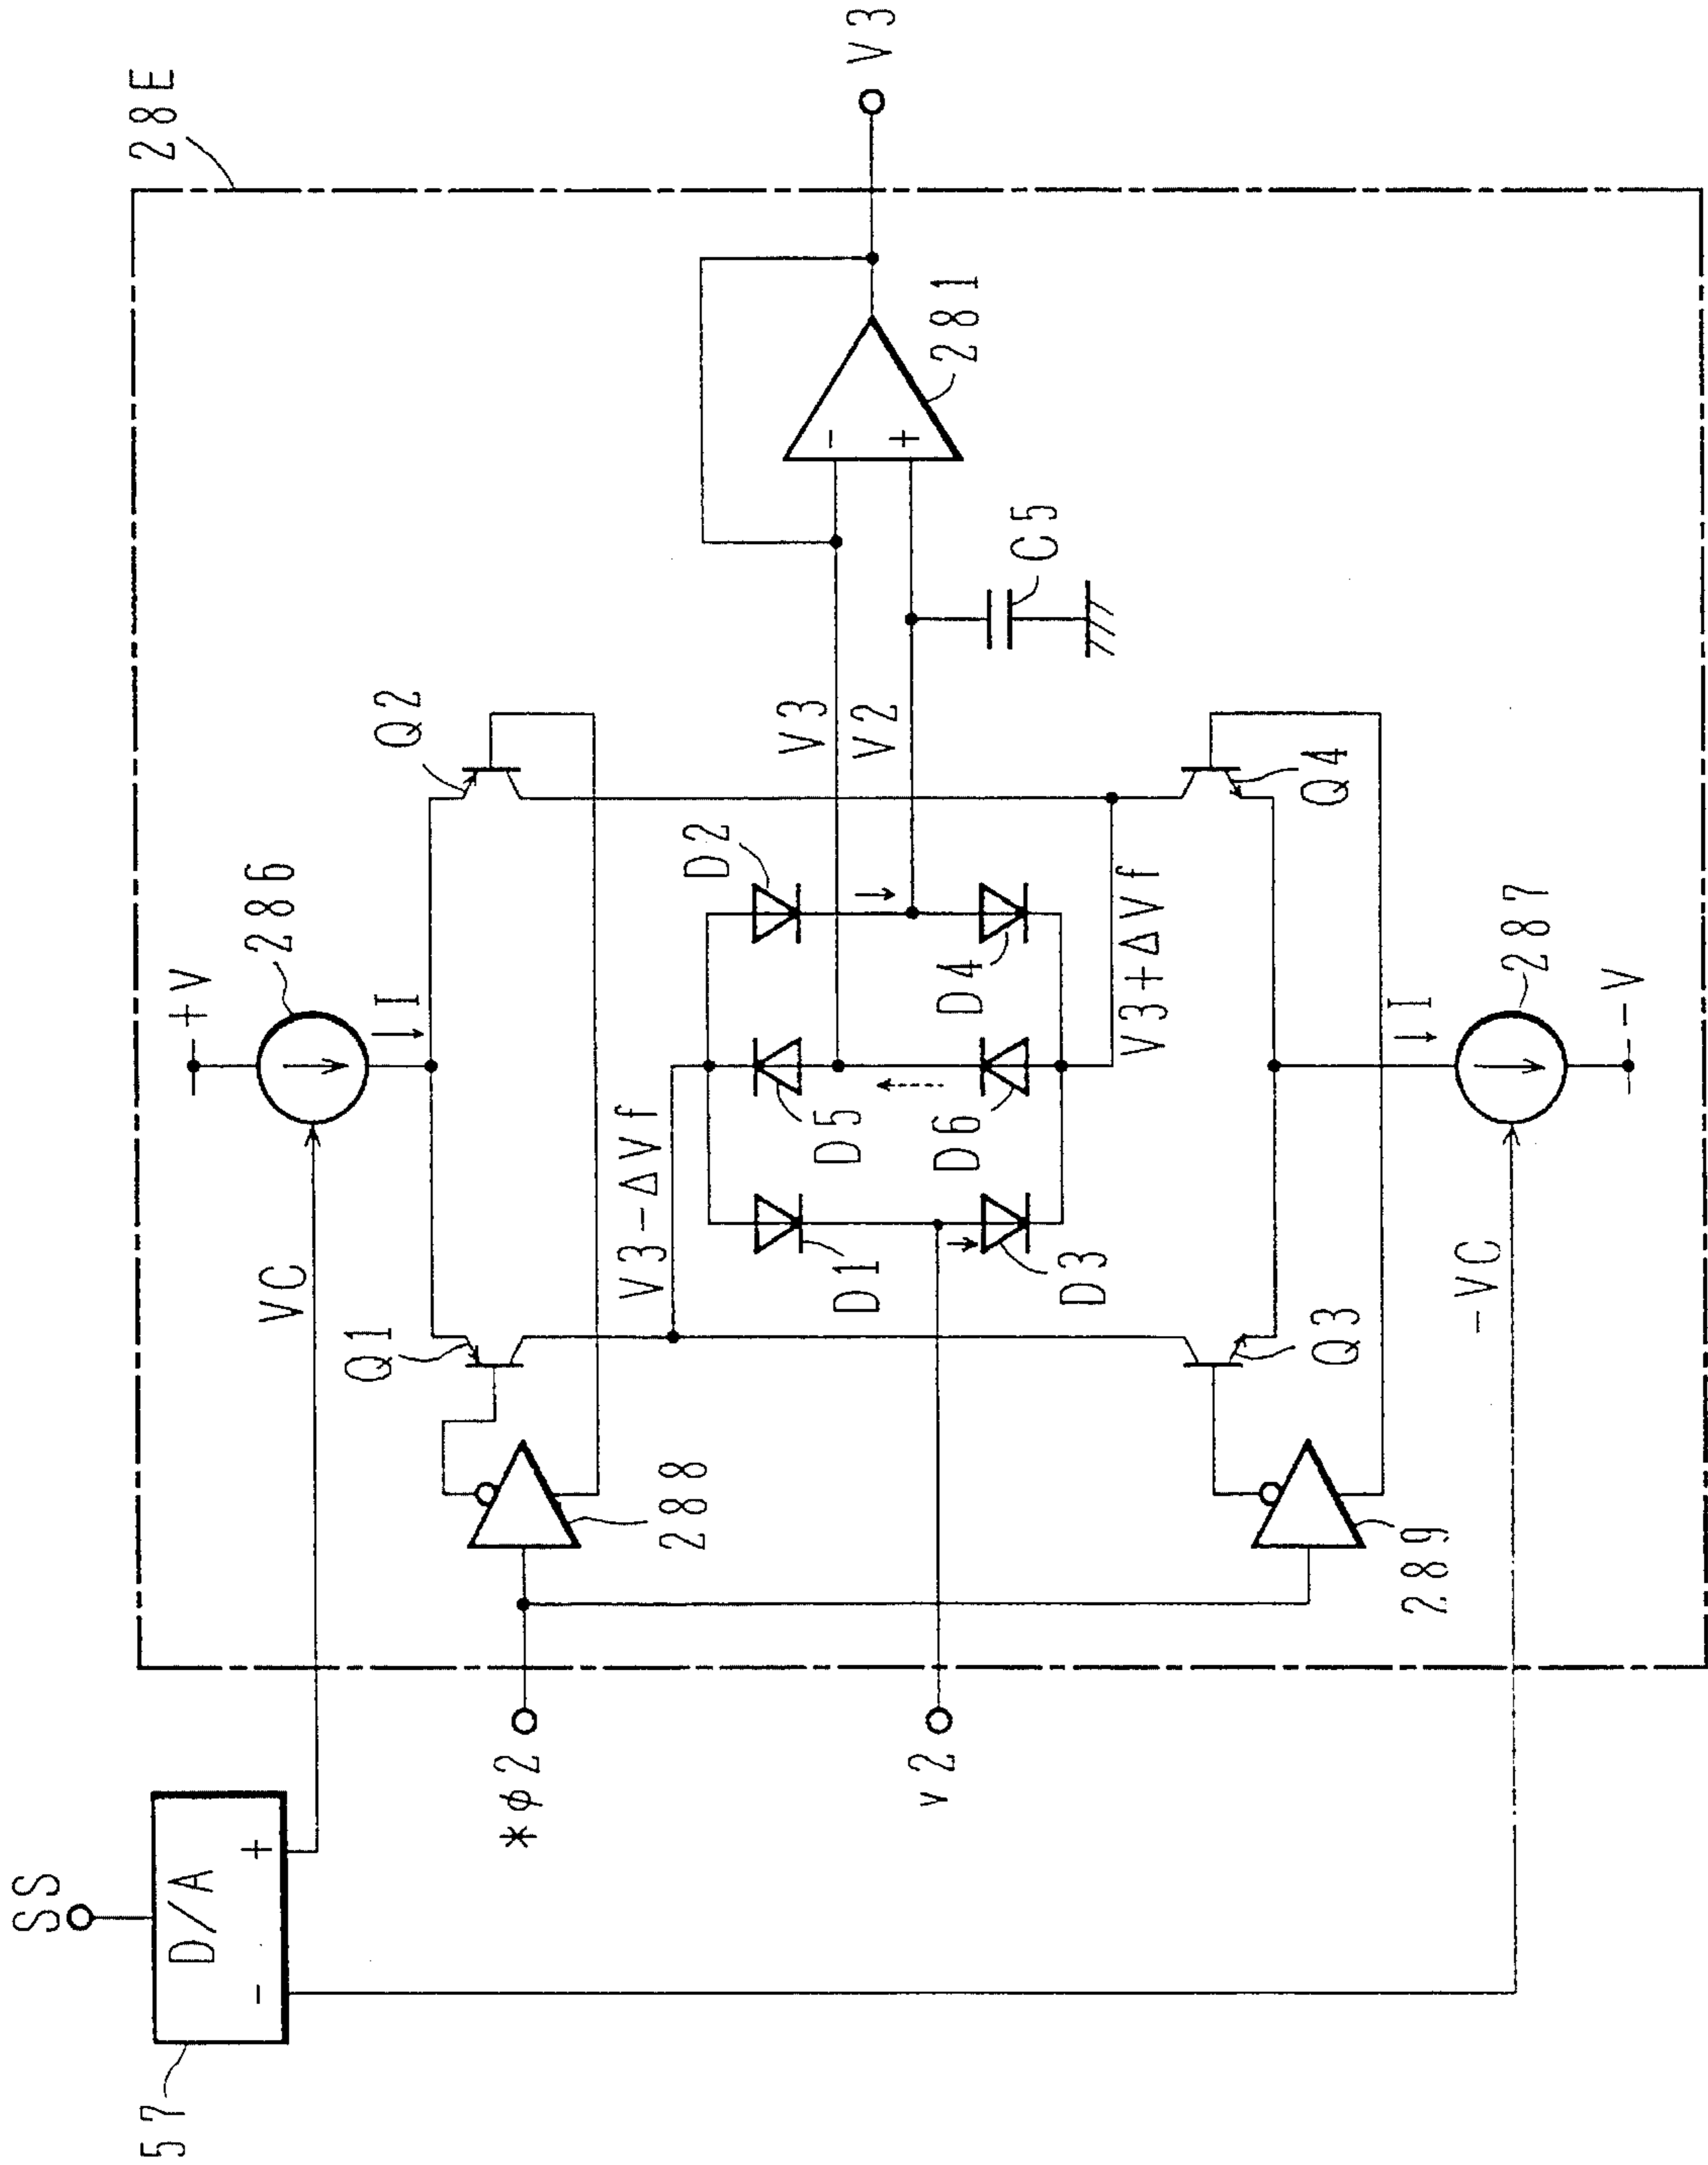 SS
57
D/A
-
+
28E
+V
286
VC
↓I
Q1
Q2
*φ2
288
V3-ΔVf
D1
D5
D2
V3
V2
-
+
281
V3
C5
v2
D3
D6
D4
V3+ΔVf
289
Q3
Q4
-VC
↓I
287
-V